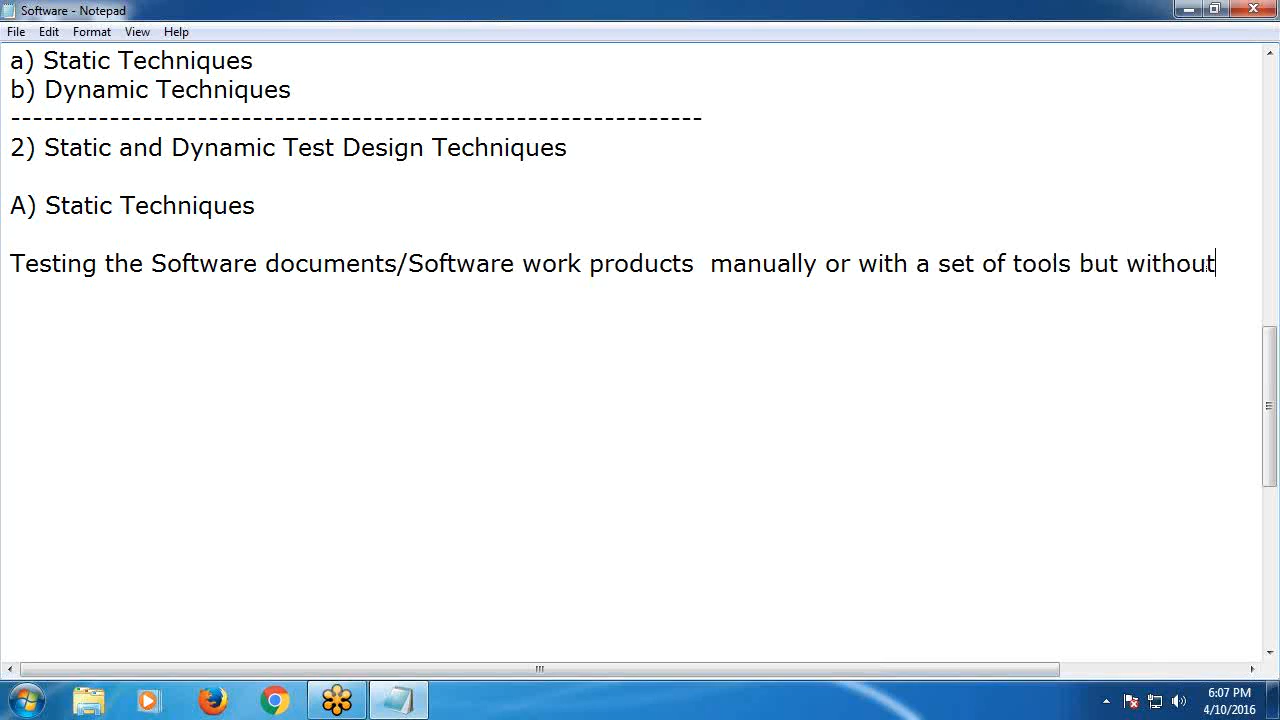 Software - Notepad
File Edit Format View Help
a) Static Techniques
b) Dynamic Techniques
---------------------------------------------------------------
2) Static and Dynamic Test Design Techniques
A) Static Techniques
Testing the Software documents/Software work products  manually or with a set of tools but without
6:07 PM
4/10/2016